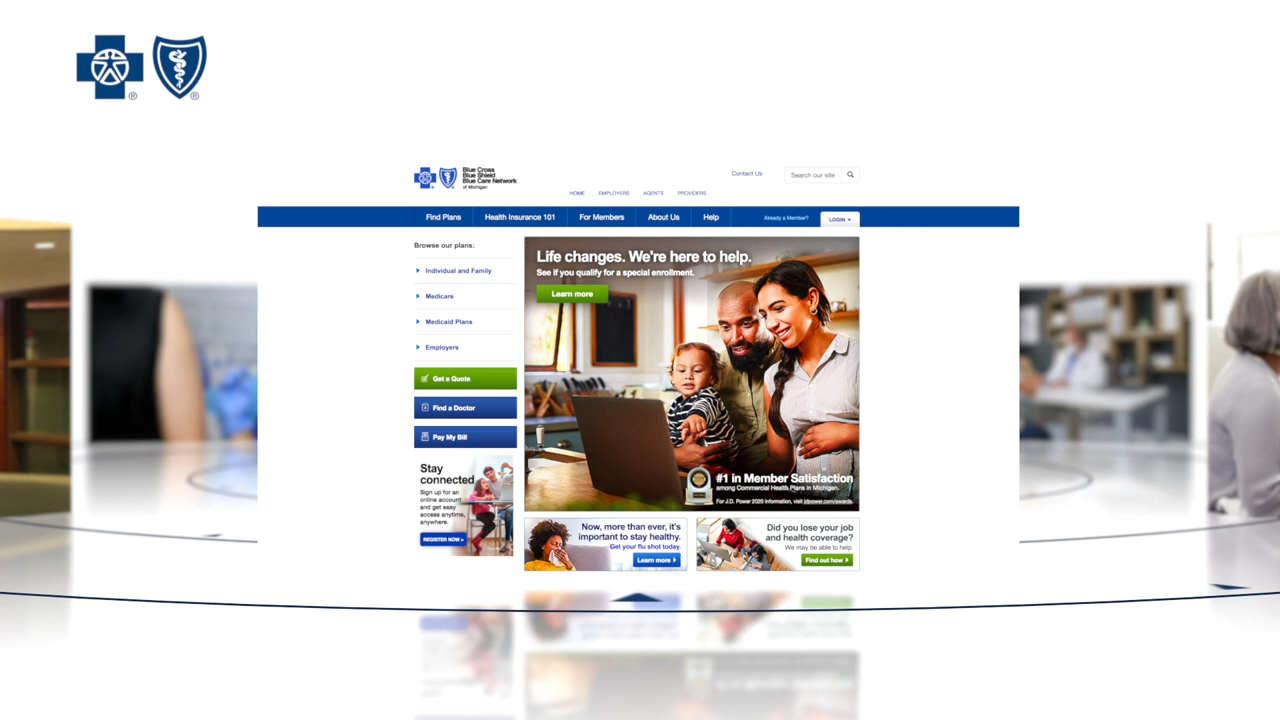 Blue Cross
Blue Shield
Blue Care Network
of Michigan
Contact Us
Search our site
HOME
EMPLOYERS
AGENTS
PROVIDERS
Find Plans
Health Insurance 101
For Members
About Us
Help
Already a Member?
LOGIN
Browse our plans:
Individual and Family
Medicare
Medicaid Plans
Employers
Get a Quote
Find a Doctor
Pay My Bill
Stay
connected
Sign up for an
online account
and get easy
access anytime,
anywhere.
REGISTER NOW >
Life changes. We're here to help.
See if you qualify for a special enrollment.
Learn more
#1 in Member Satisfaction
among Commercial Health Plans in Michigan.
For J.D. Power 2020 information, visit jdpower.com/awards.
Now, more than ever, it's
important to stay healthy.
Get your flu shot today.
Learn more
Did you lose your job
and health coverage?
We may be able to help.
Find out how